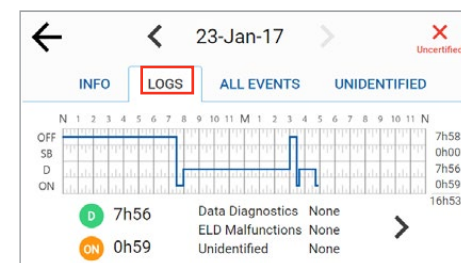 23-Jan-17
Uncertified
INFO LOGS ALL EVENTS UNIDENTIFIED
N 1 2 3 4 5 6 7 8 9 10 11 M 1 2 3 4 5 6 7 8 9 10 11 N
OFF 7h58
SB 0h00
D 7h56
ON 0h59
16h53
D 7h56 Data Diagnostics None
ELD Malfunctions None
ON 0h59 Unidentified None